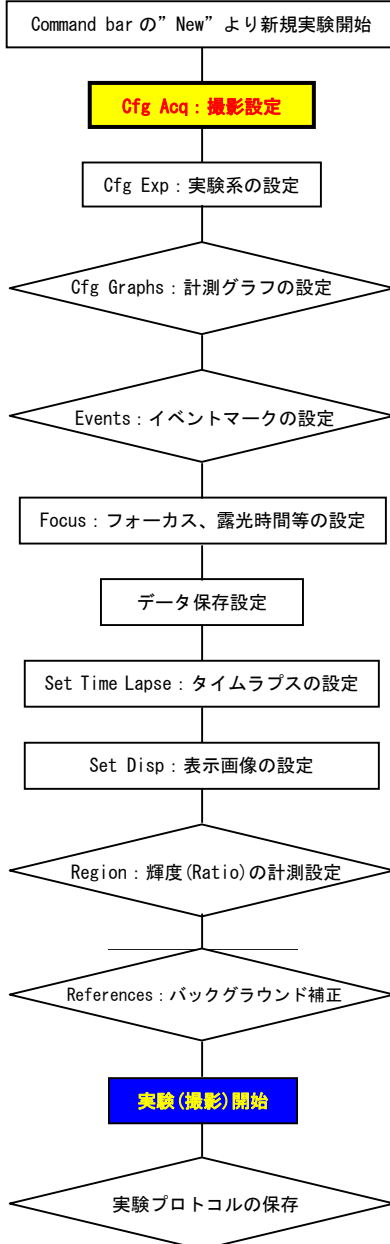 Command bar の”New”より新規実験開始
Cfg Acq：撮影設定
Cfg Exp：実験系の設定
Cfg Graphs：計測グラフの設定
Events：イベントマークの設定
Focus：フォーカス、露光時間等の設定
データ保存設定
Set Time Lapse：タイムラプスの設定
Set Disp：表示画像の設定
Region：輝度(Ratio)の計測設定
References：バックグラウンド補正
実験(撮影)開始
実験プロトコルの保存